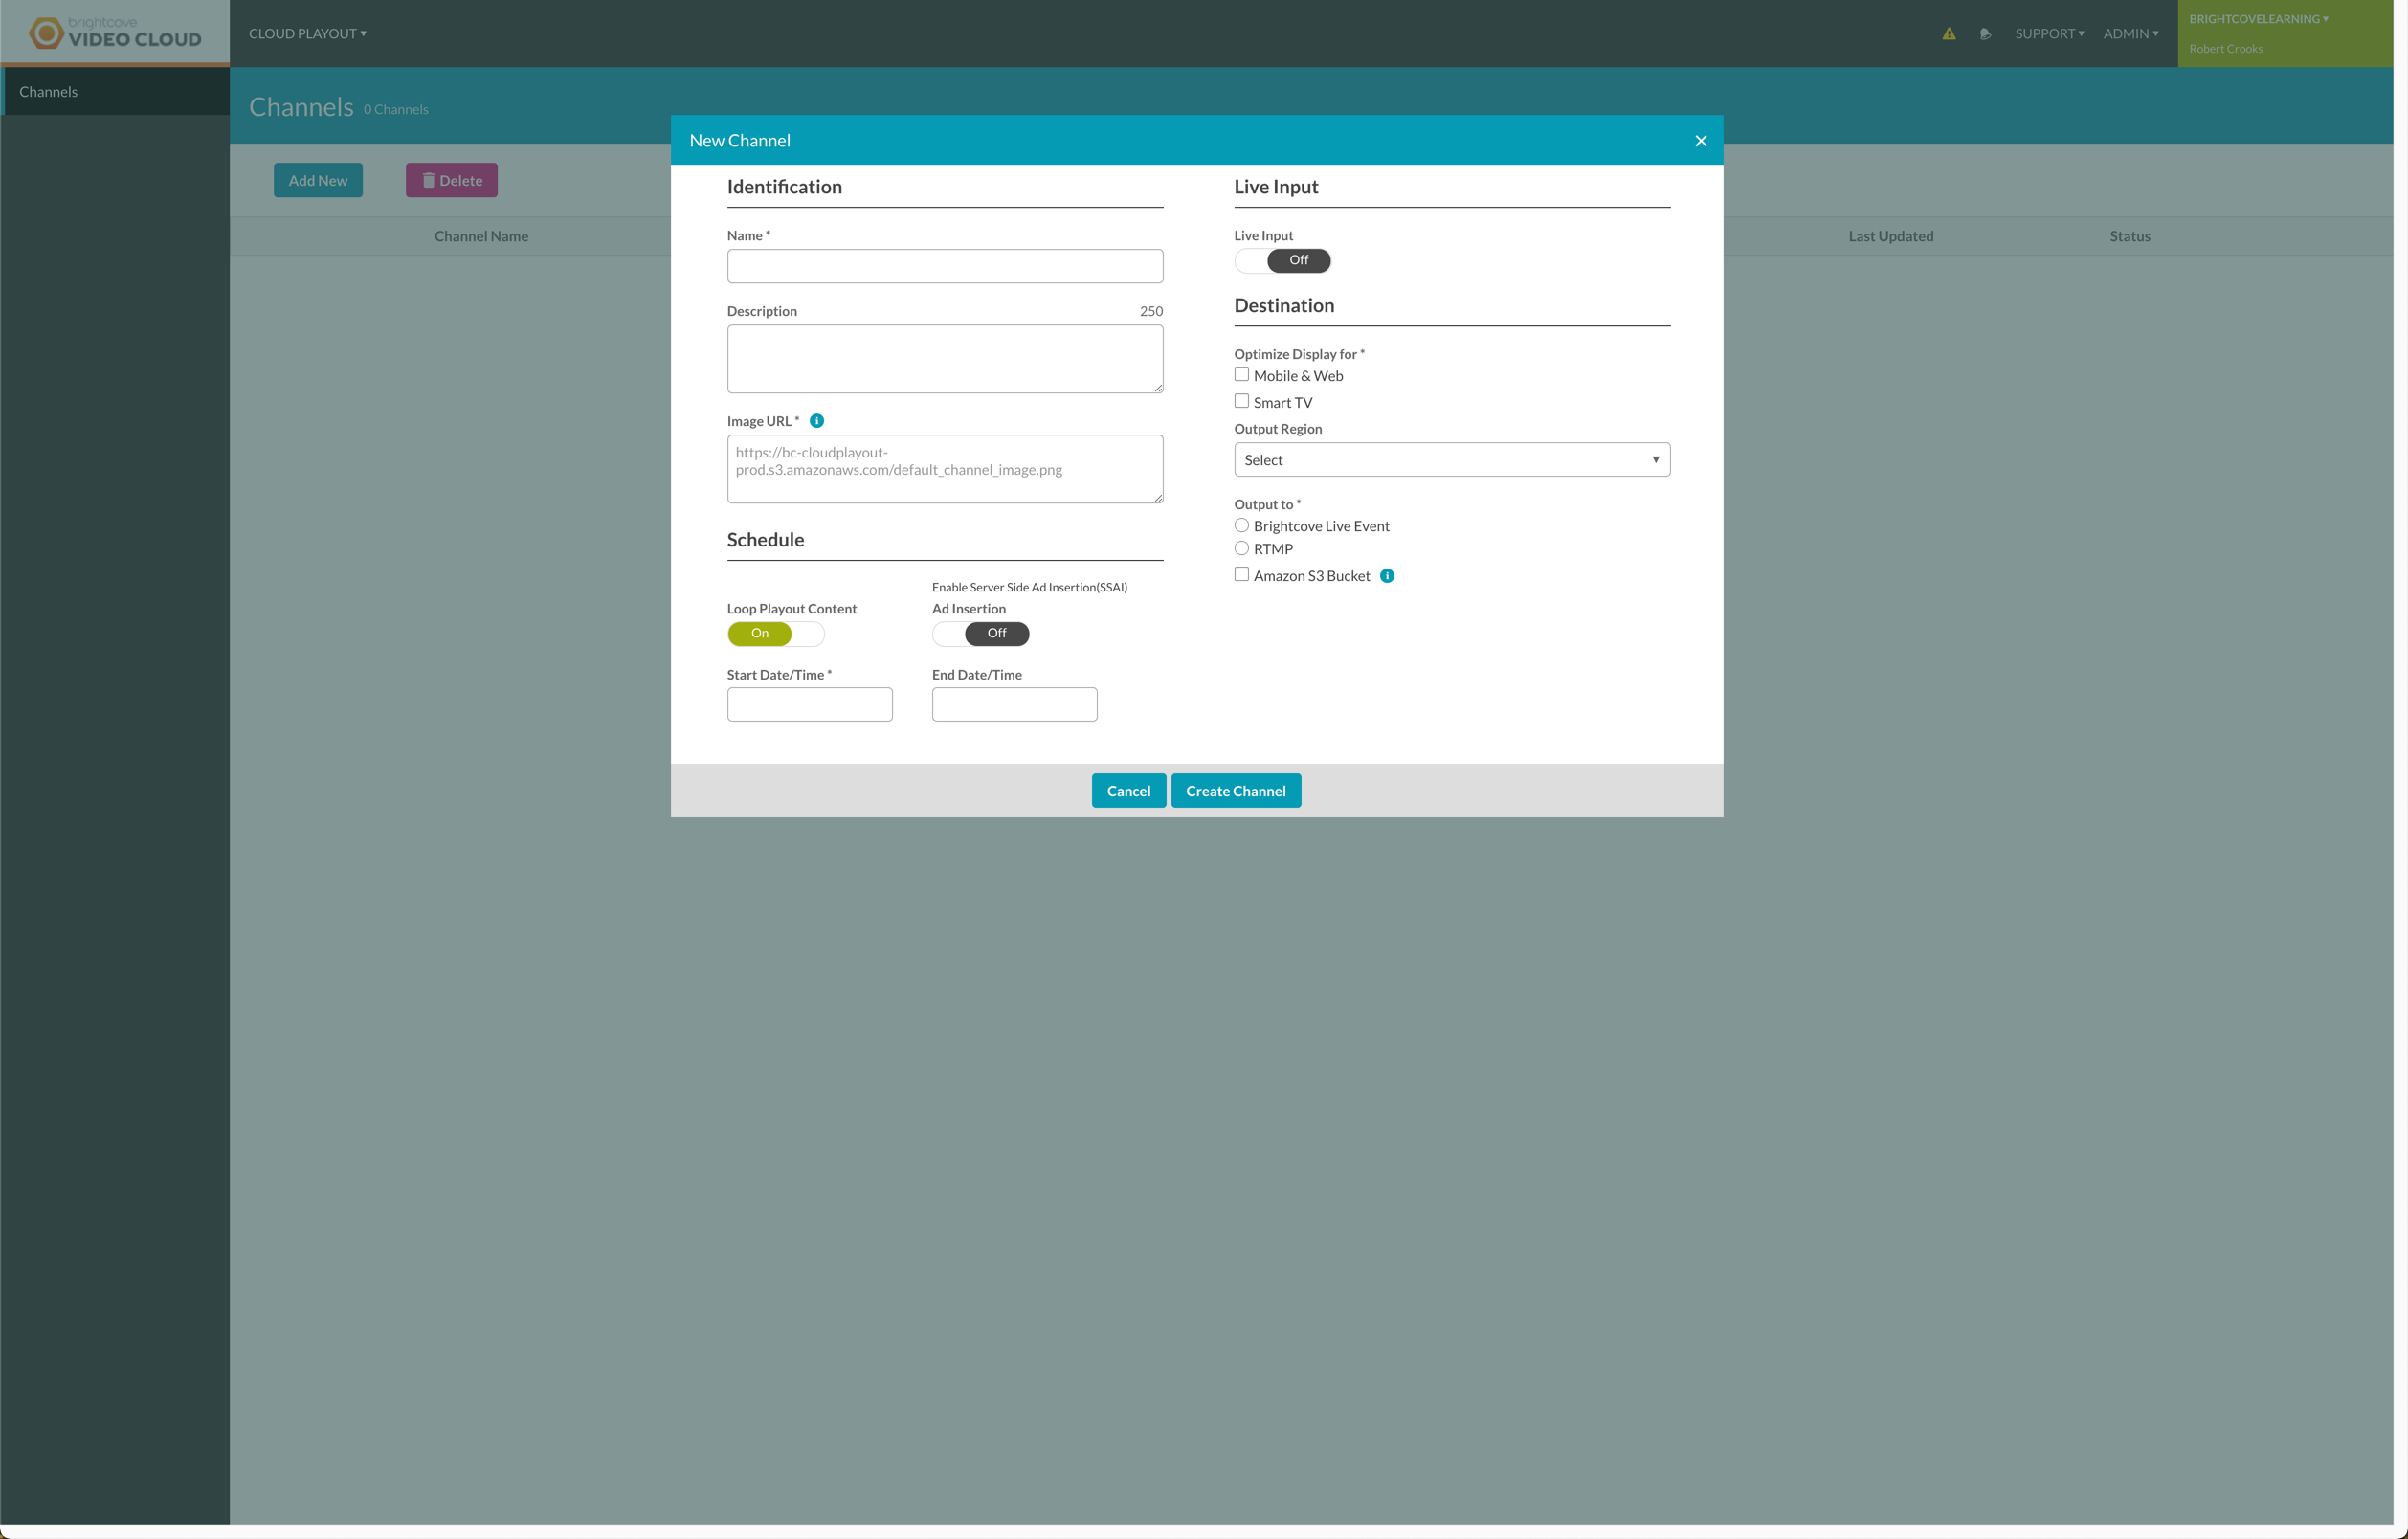 brightcove
VIDEO CLOUD
CLOUD PLAYOUT
SUPPORT
ADMIN
BRIGHTCOVELEARNING
Robert Crooks
Channels
Channels 0 Channels
Add New
Delete
Channel Name
Last Updated
Status
New Channel
Identification
Name *
Description 250
Image URL *
https://bc-cloudplayout-
prod.s3.amazonaws.com/default_channel_image.png
Schedule
Loop Playout Content
On
Enable Server Side Ad Insertion(SSAI)
Ad Insertion
Off
Start Date/Time *
End Date/Time
Live Input
Live Input
Off
Destination
Optimize Display for *
Mobile & Web
Smart TV
Output Region
Select
Output to *
Brightcove Live Event
RTMP
Amazon S3 Bucket
Cancel
Create Channel